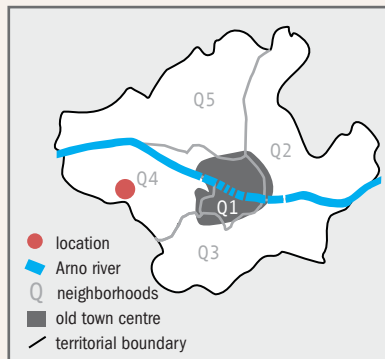 Q5
Q2
Q4
Q1
Q3
location
Arno river
Q neighborhoods
old town centre
territorial boundary